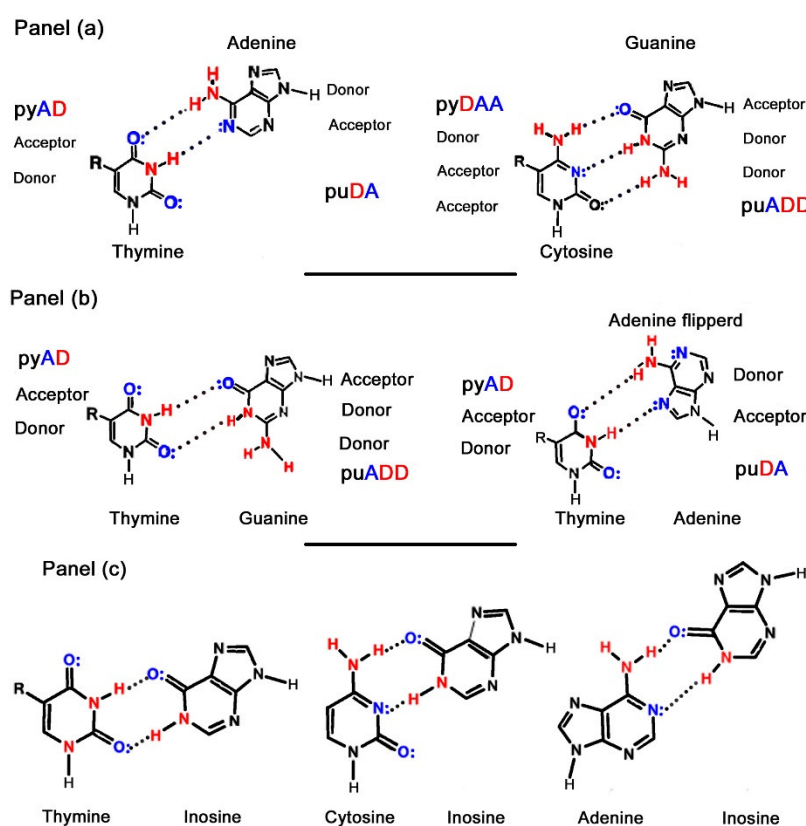 Panel (a)
Adenine
Guanine
pyAD
Acceptor
Donor
Donor
Acceptor
puDA
Thymine
pyDAA
Donor
Acceptor
Acceptor
Acceptor
Donor
Donor
puADD
Cytosine
H
H
N
N
N
N
N
H
O:
R
N
H
N
H
O:
H
H
N
O:
N
N
H
H
N
N
R
N:
H
N
H
H
N
O:
H
Panel (b)
Adenine flipperd
pyAD
Acceptor
Donor
Acceptor
Donor
Donor
puADD
Thymine
Guanine
pyAD
Acceptor
Donor
Donor
Acceptor
puDA
Thymine
Adenine
O:
R
N
H
N
H
O:
O:
N
N
H
H
N
N
H
N
H
H
N
H
:N
N
N
N
H
O:
R
N
H
N
H
O:
Panel (c)
O:
R
N
H
N
H
O:
O:
N
N
H
H
N
N
H
H
N
N:
N
H
O:
O:
N
N
H
H
N
N
H
H
N
N
N
N:
N
H
O:
N
N
H
H
N
N
Thymine
Inosine
Cytosine
Inosine
Adenine
Inosine